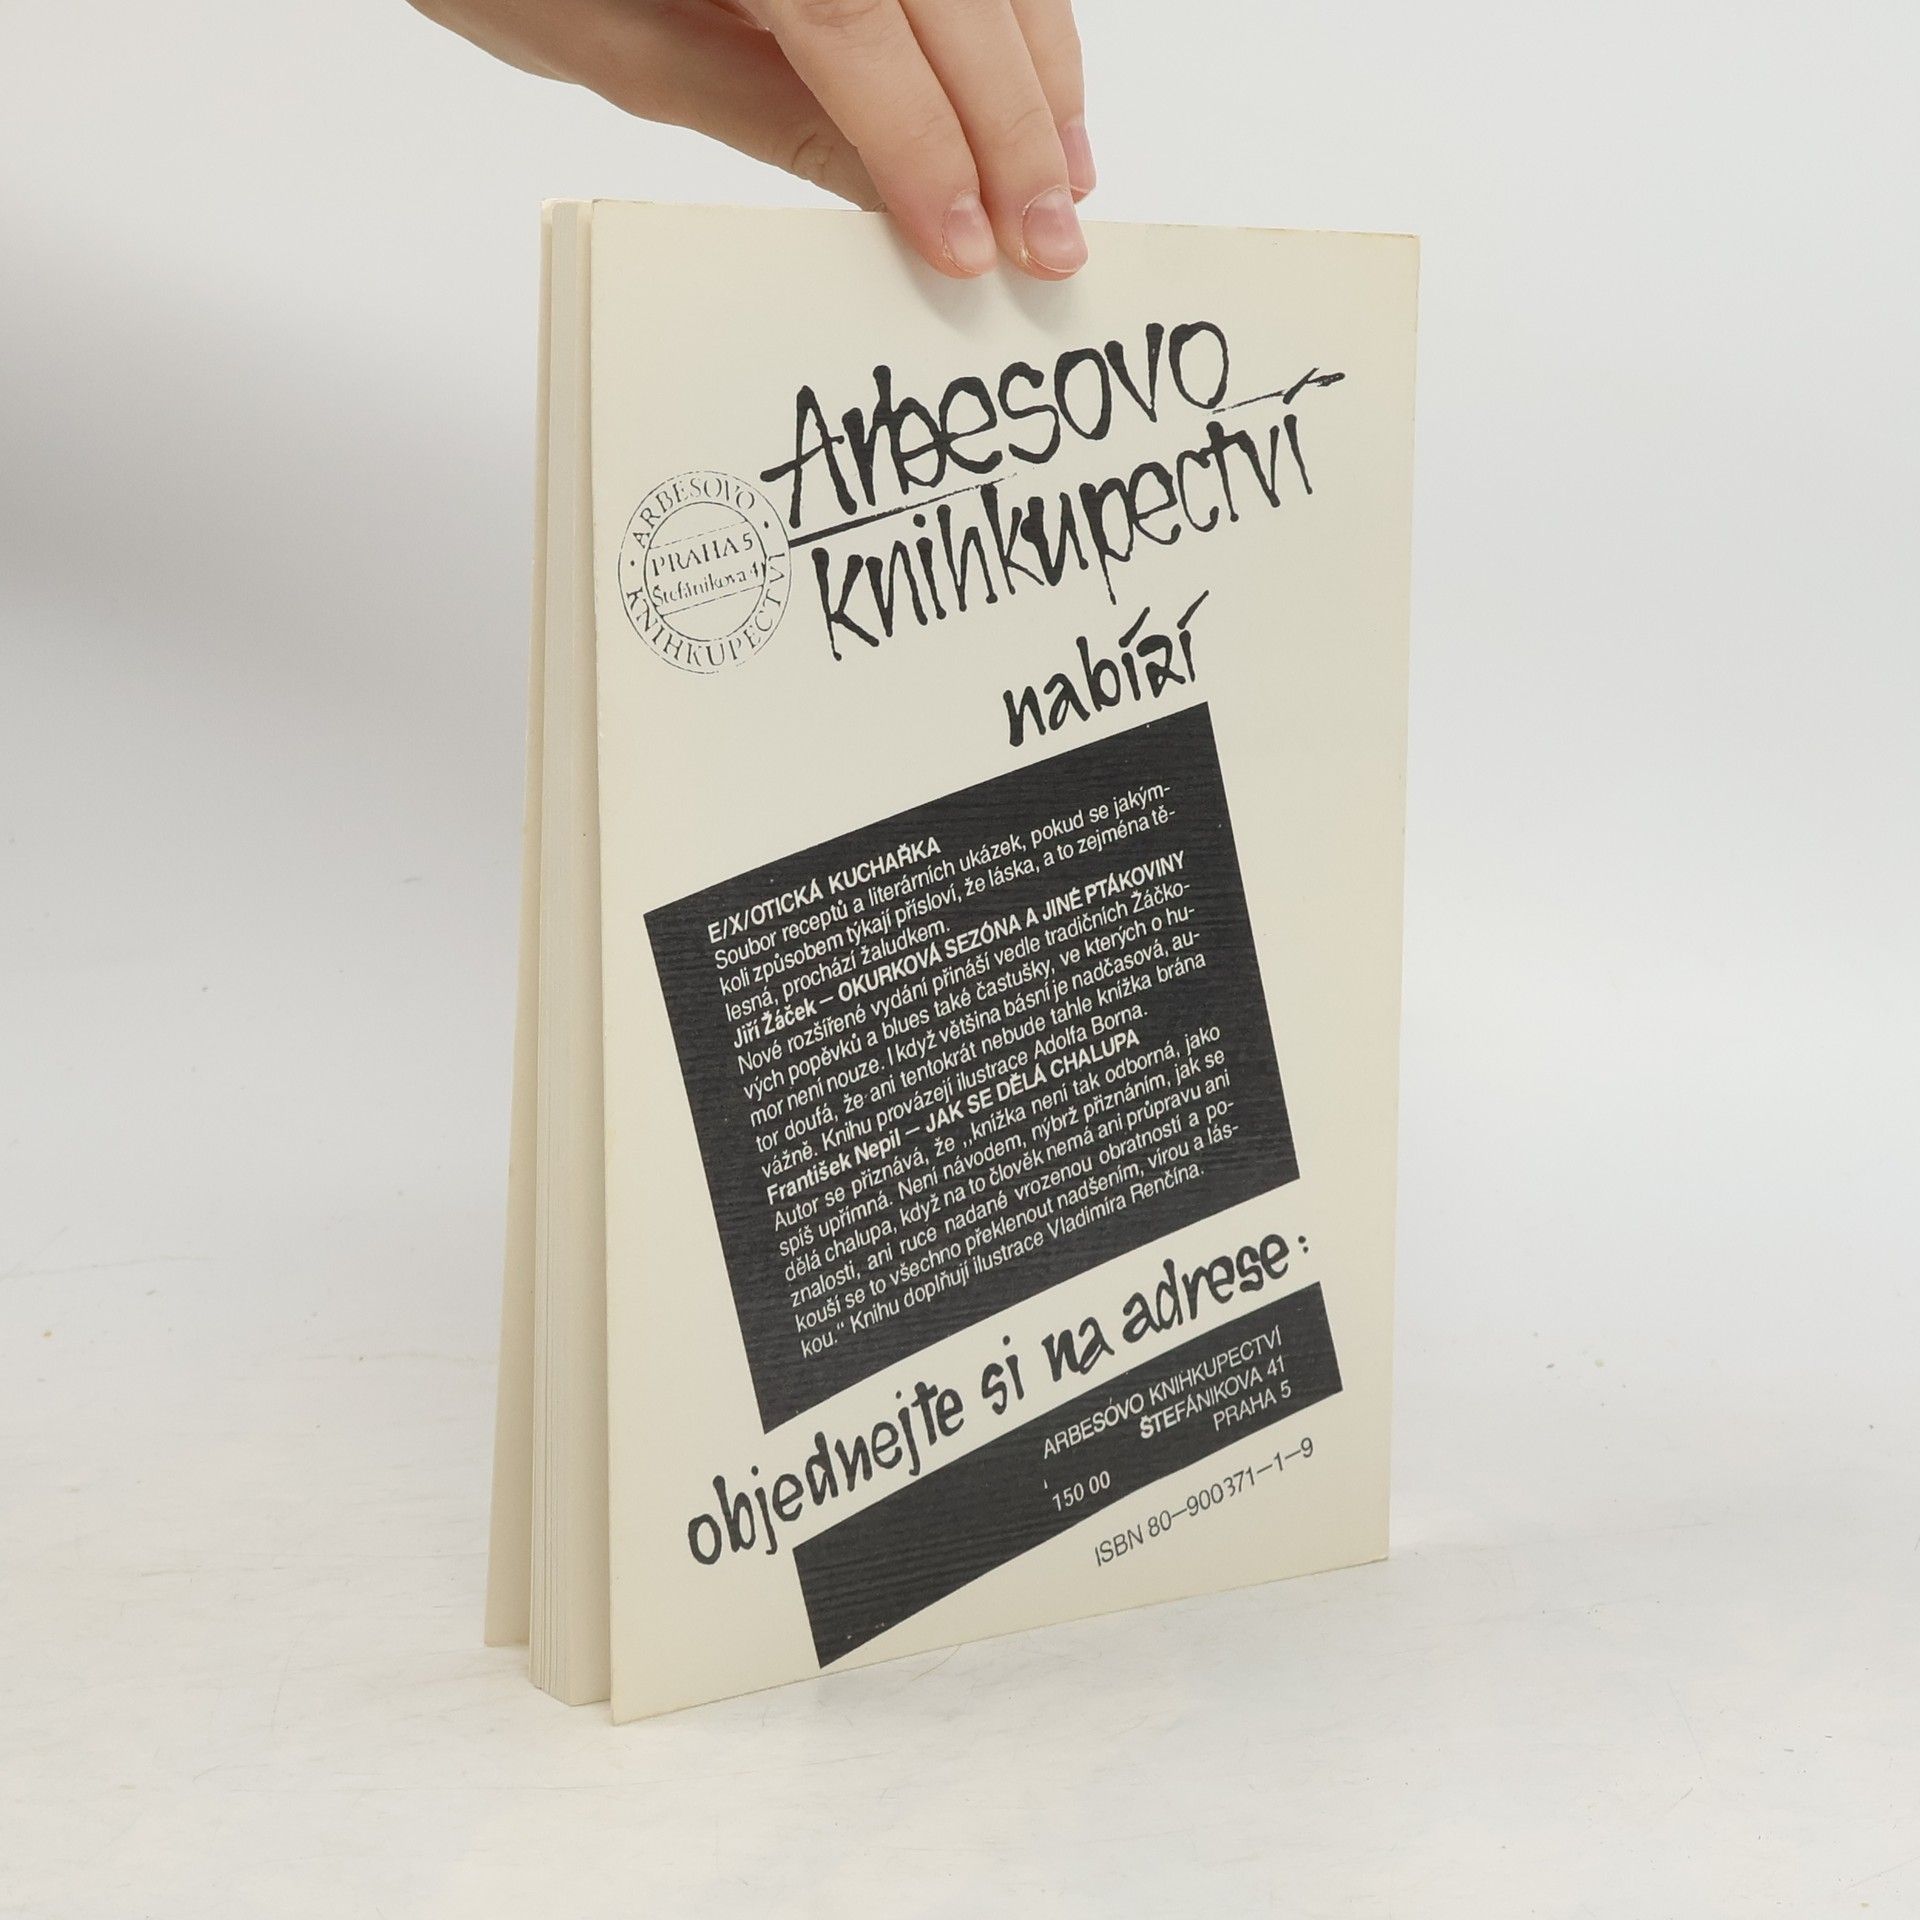 Arbesovo
knihkupectví
nabízí
ARBESOVO
KNIHKUPECTVÍ
PRAHA 5
Štefánikova 41
E/X/OTICKÁ KUCHAŘKA
Soubor receptů a literárních ukázek, pokud se jakým-
koli způsobem týkají přísloví, že láska, a to zejména tě-
lesná, prochází žaludkem.
Jiří Žáček – OKURKOVÁ SEZÓNA A JINÉ PTÁKOVINY
Nové rozšířené vydání přináší vedle tradičních Žáčko-
vých popěvků a blues také častušky, ve kterých o hu-
mor není nouze. I když většina básní je nadčasová, au-
tor doufá, že ani tentokrát nebude tahle knížka brána
vážně. Knihu provázejí ilustrace Adolfa Borna.
František Nepil – JAK SE DĚLÁ CHALUPA
Autor se přiznává, že „knížka není tak odborná, jako
spíš upřímná. Není návodem, nýbrž přiznáním, jak se
dělá chalupa, když na to člověk nemá ani průpravu ani
znalosti, ani ruce nadané vrozenou obratností a po-
kouší se to všechno překlenout nadšením, vírou a lás-
kou.“ Knihu doplňují ilustrace Vladimíra Renčína.
objednejte si na adrese:
ARBESOVO KNIHKUPECTVÍ
ŠTEFÁNIKOVA 41
PRAHA 5
150 00
ISBN 80–900371–1–9